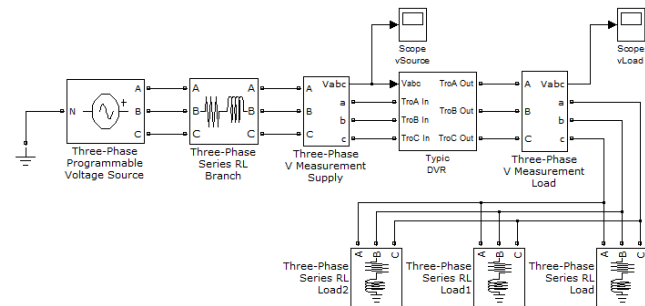 Scope
vSource
Scope
vLoad
N
A
B
C
A
B
C
A
B
C
A
B
C
Vabc
a
b
c
Vabc
TroA In
TroB In
TroC In
TroA Out
TroB Out
TroC Out
A
B
C
Vabc
a
b
c
Three-Phase
Programmable
Voltage Source
Three-Phase
Series RL
Branch
Three-Phase
V Measurement
Supply
Typic
DVR
Three-Phase
V Measurement
Load
A
B
C
Three-Phase
Series RL
Load2
A
B
C
Three-Phase
Series RL
Load1
A
B
C
Three-Phase
Series RL
Load